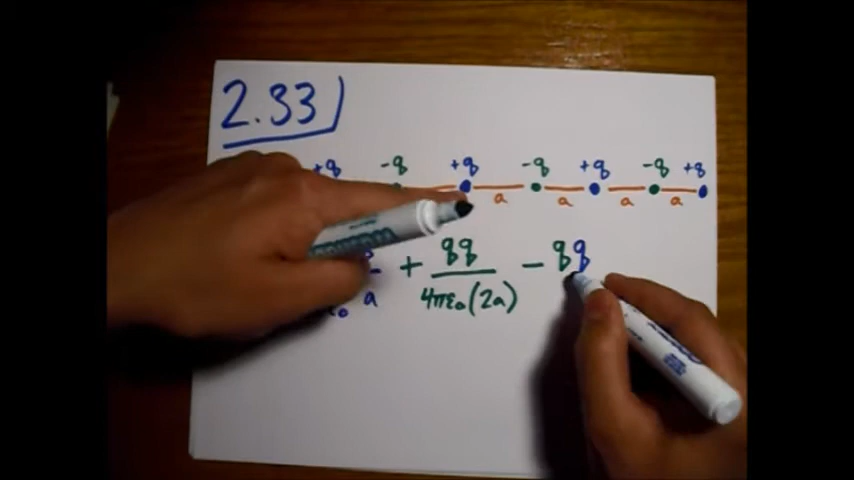 2.33
+q -q +q -q +q -q +q
a a a a
+ qq - qq
a 4πε₀(2a)